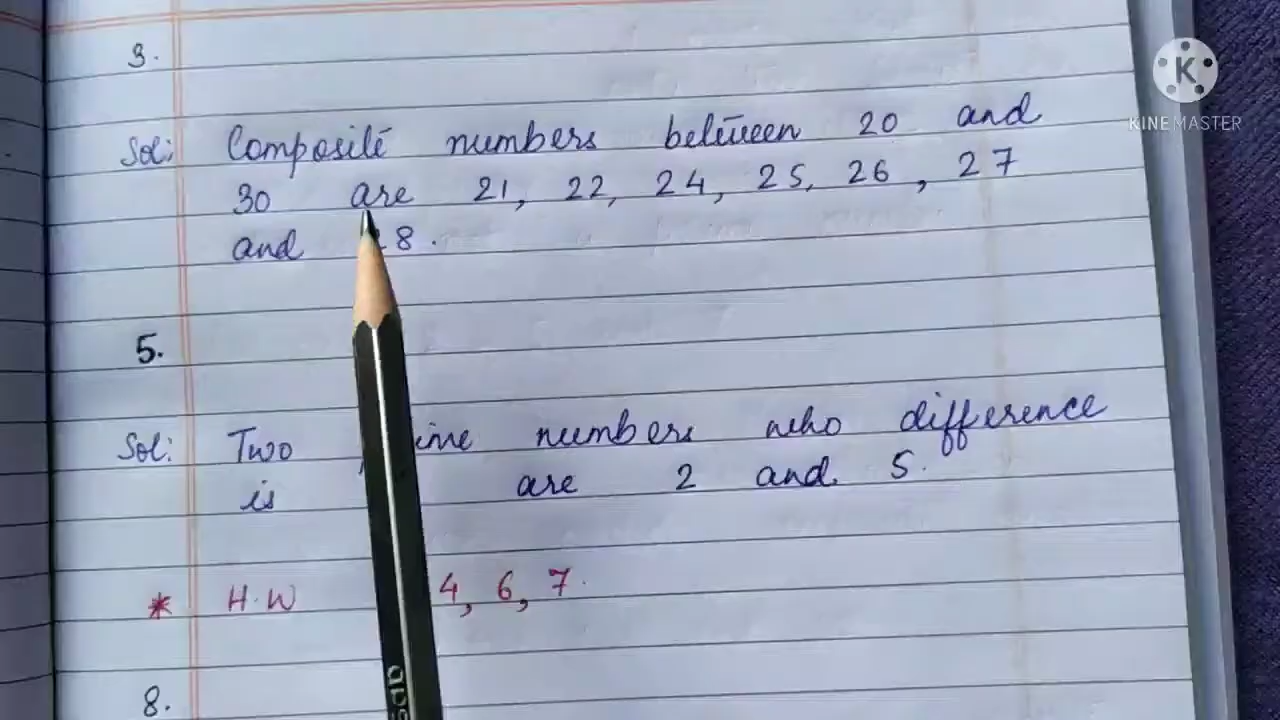 3.
Sol: Composite numbers between 20 and
30 are 21, 22, 24, 25, 26, 27
and 8.
5.
Sol: Two numbers who difference
is are 2 and 5.
* H.W 4, 6, 7.
8.
K
KINEMASTER